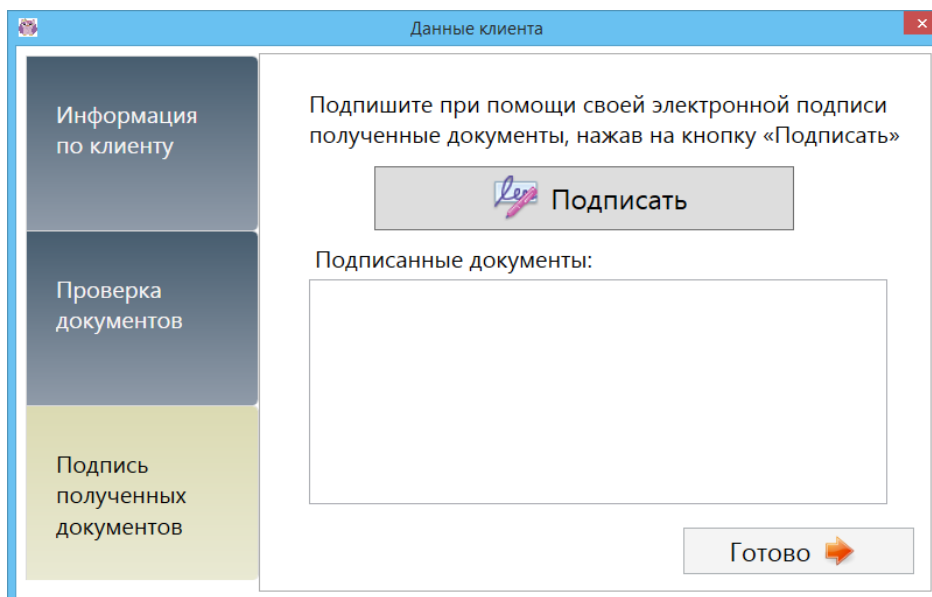 Данные клиента
Информация
по клиенту
Проверка
документов
Подпись
полученных
документов
Подпишите при помощи своей электронной подписи
полученные документы, нажав на кнопку «Подписать»
Подписать
Подписанные документы:
Готово